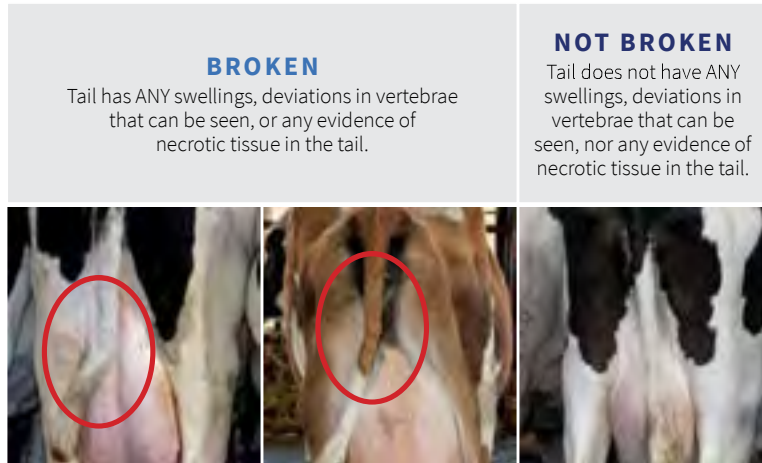 BROKEN
Tail has ANY swellings, deviations in vertebrae
that can be seen, or any evidence of
necrotic tissue in the tail.
NOT BROKEN
Tail does not have ANY
swellings, deviations in
vertebrae that can be
seen, nor any evidence of
necrotic tissue in the tail.